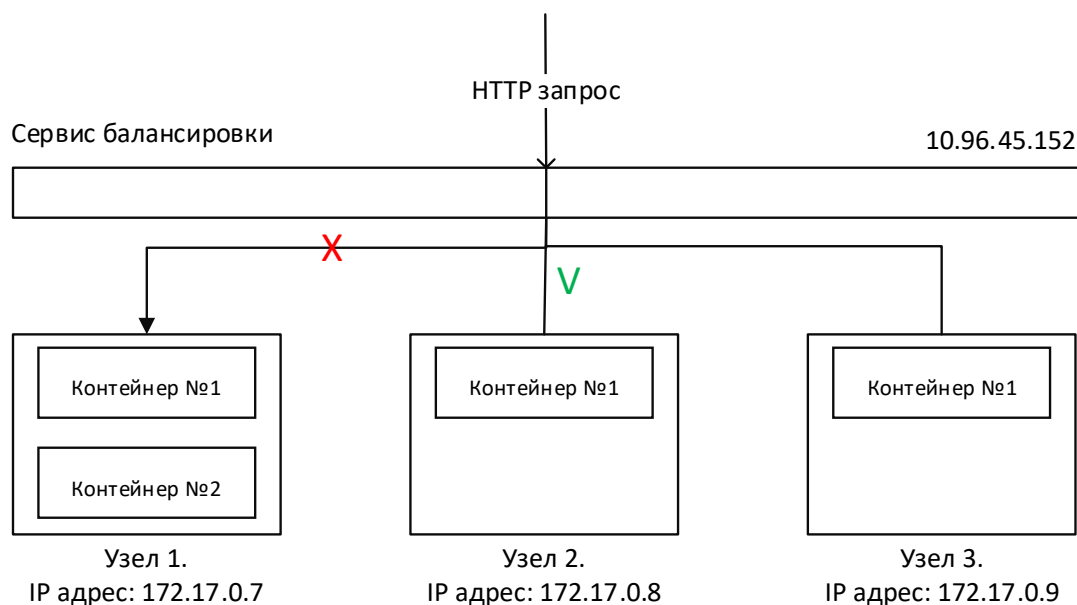 HTTP запрос
Сервис балансировки
10.96.45.152
X
V
Контейнер №1
Контейнер №1
Контейнер №1
Контейнер №2
Узел 1.
IP адрес: 172.17.0.7
Узел 2.
IP адрес: 172.17.0.8
Узел 3.
IP адрес: 172.17.0.9